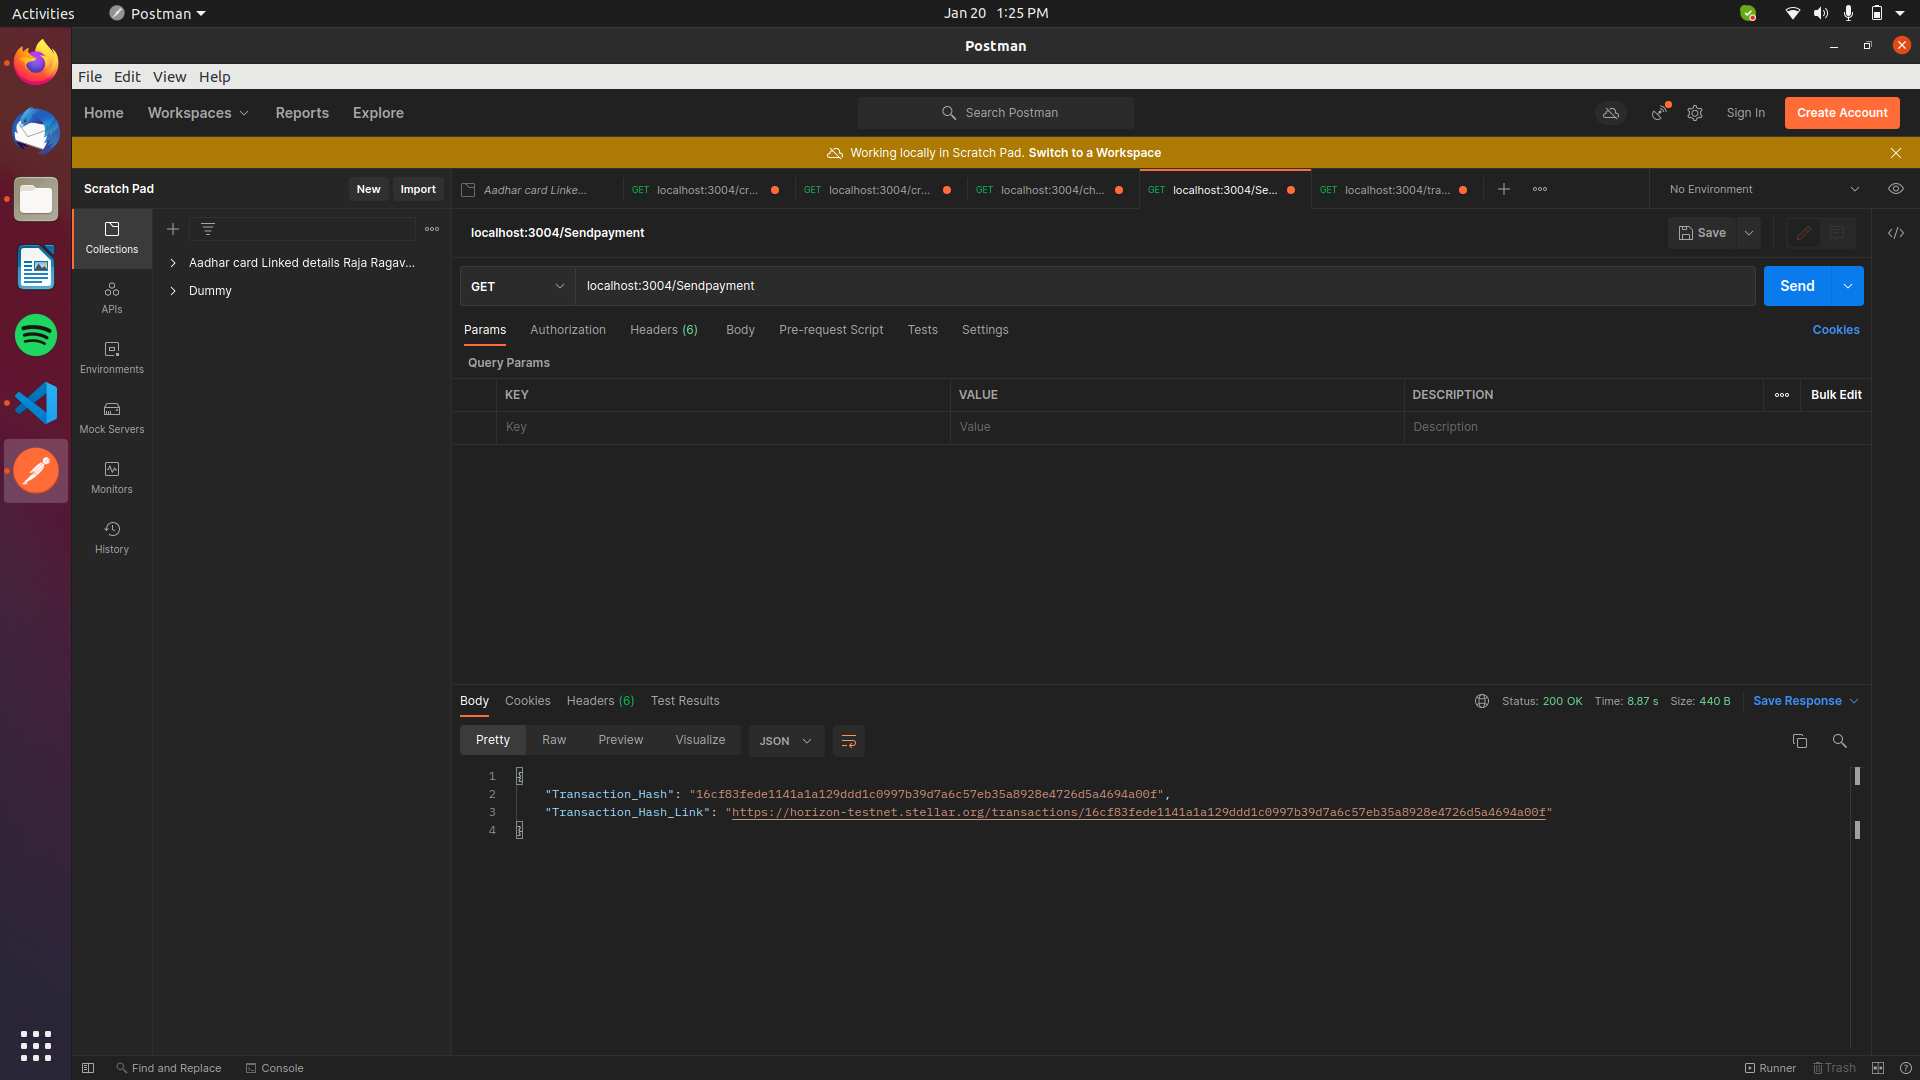 Activities Postman Jan 20 1:25 PM
Postman
File Edit View Help
Home Workspaces Reports Explore Search Postman Sign In Create Account
Working locally in Scratch Pad. Switch to a Workspace
Scratch Pad New Import
Aadhar card Linke... GET localhost:3004/cr... GET localhost:3004/cr... GET localhost:3004/ch... GET localhost:3004/Se... GET localhost:3004/tra... No Environment
Collections
APIs
Environments
Mock Servers
Monitors
History
Aadhar card Linked details Raja Ragav...
Dummy
localhost:3004/Sendpayment Save
GET localhost:3004/Sendpayment Send
Params Authorization Headers (6) Body Pre-request Script Tests Settings Cookies
Query Params
KEY VALUE DESCRIPTION Bulk Edit
Key Value Description
Body Cookies Headers (6) Test Results Status: 200 OK Time: 8.87 s Size: 440 B Save Response
Pretty Raw Preview Visualize JSON
1 {
2 "Transaction_Hash": "16cf83fede1141a1a129ddd1c0997b39d7a6c57eb35a8928e4726d5a4694a00f",
3 "Transaction_Hash_Link": "https://horizon-testnet.stellar.org/transactions/16cf83fede1141a1a129ddd1c0997b39d7a6c57eb35a8928e4726d5a4694a00f"
4 }
Find and Replace Console Runner Trash